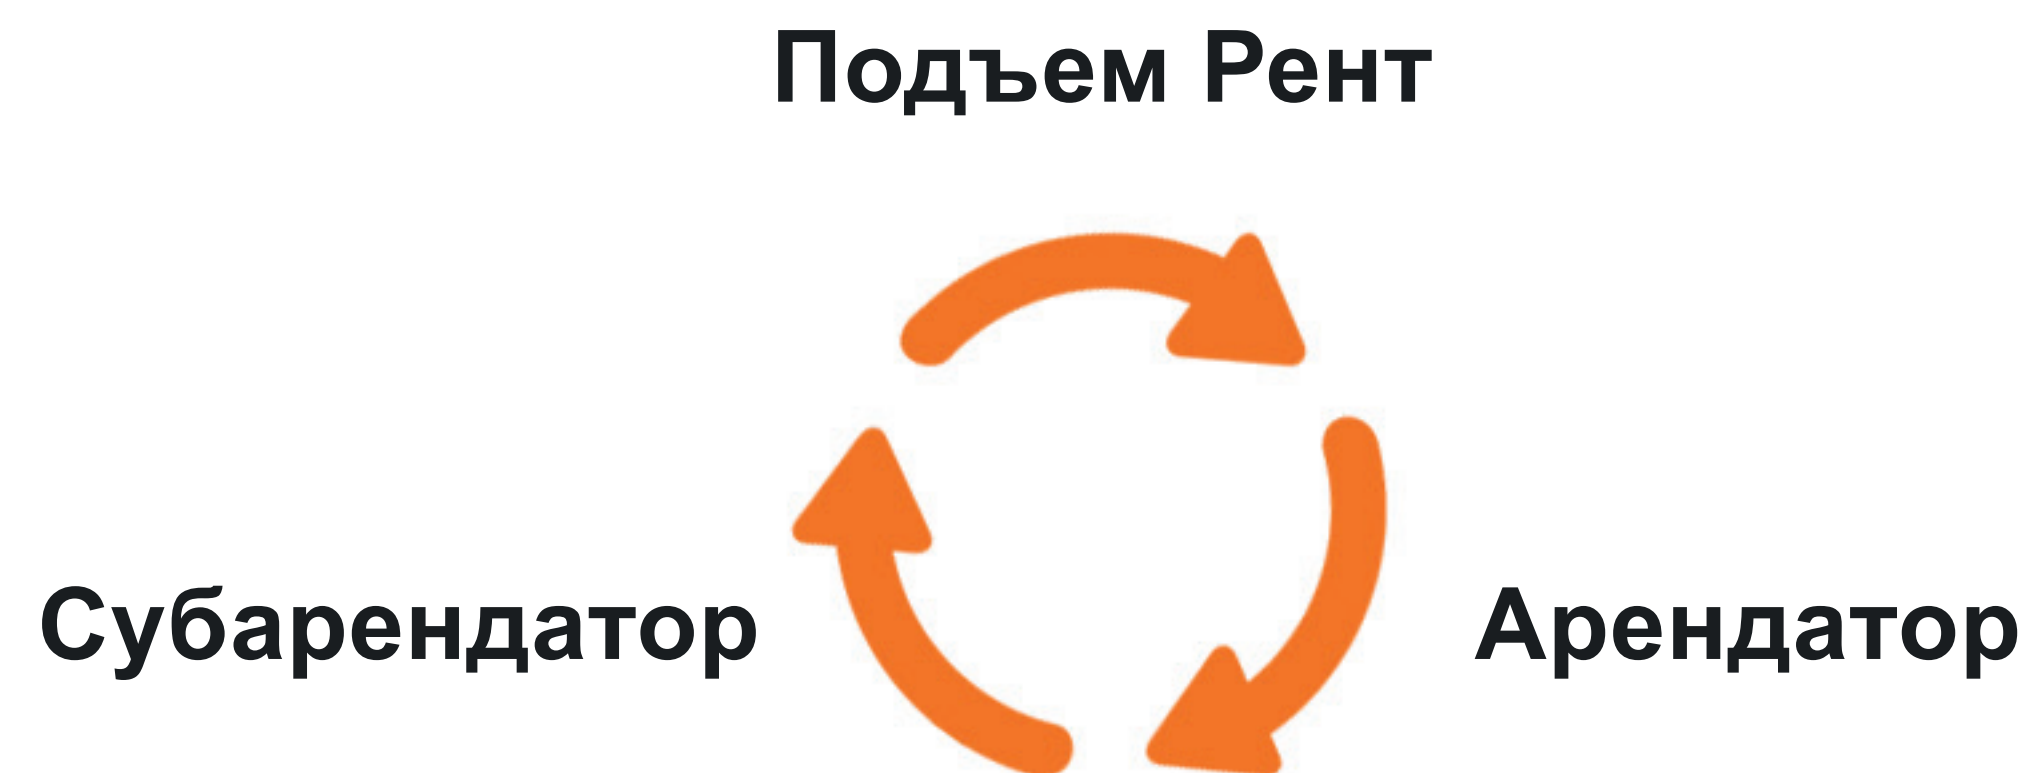 Подъем Рент
Субарендатор
Арендатор